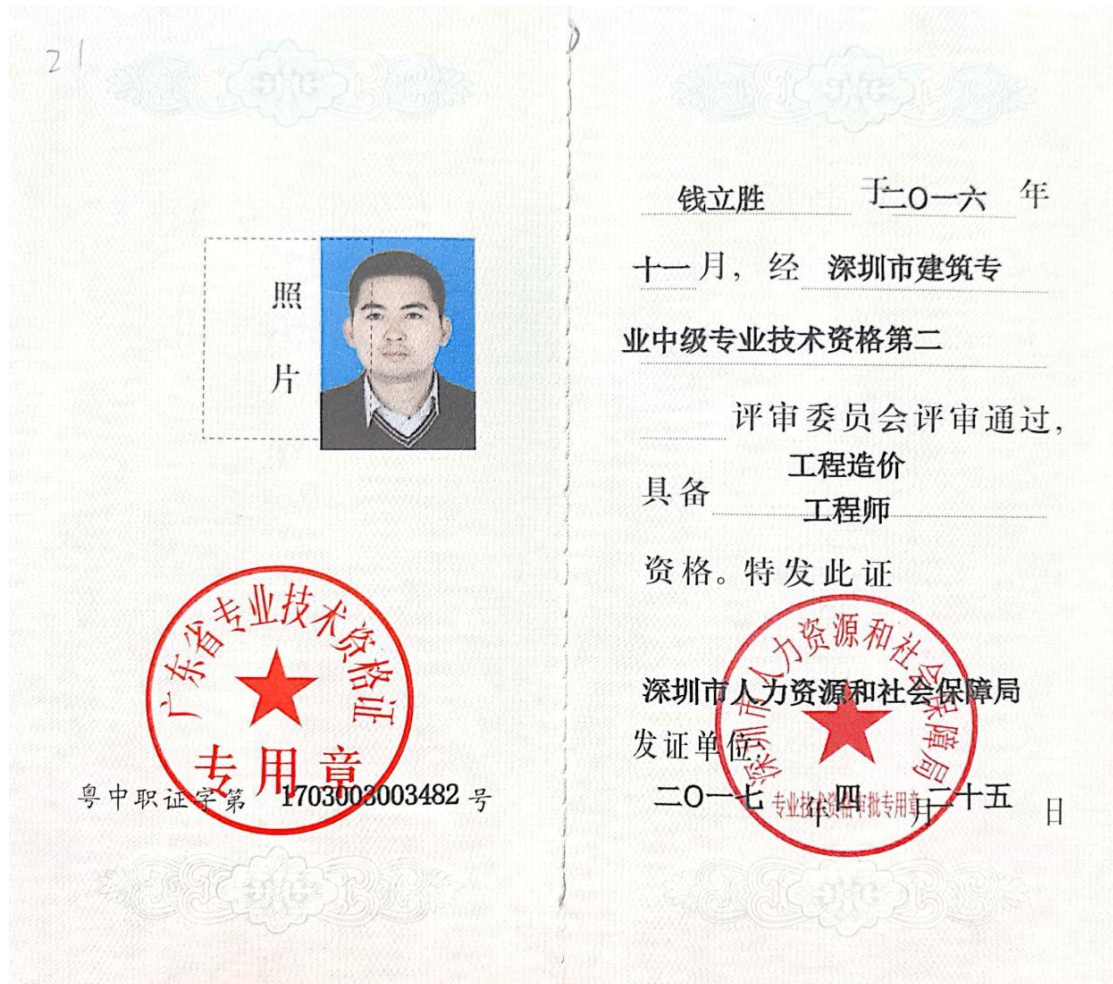 21
照
片
广东省专业技术资格证
专用章
粤中职证字第 1703003003482 号
钱立胜 于二〇一六 年
十一月，经 深圳市建筑专
业中级专业技术资格第二
评审委员会评审通过，
工程造价
具备
工程师
资格。特发此证
深圳市人力资源和社会保障局
深圳市人力资源和社会保障局
发证单位：
专业技术资格审批专用章
二〇一七 年 四 月 二十五 日